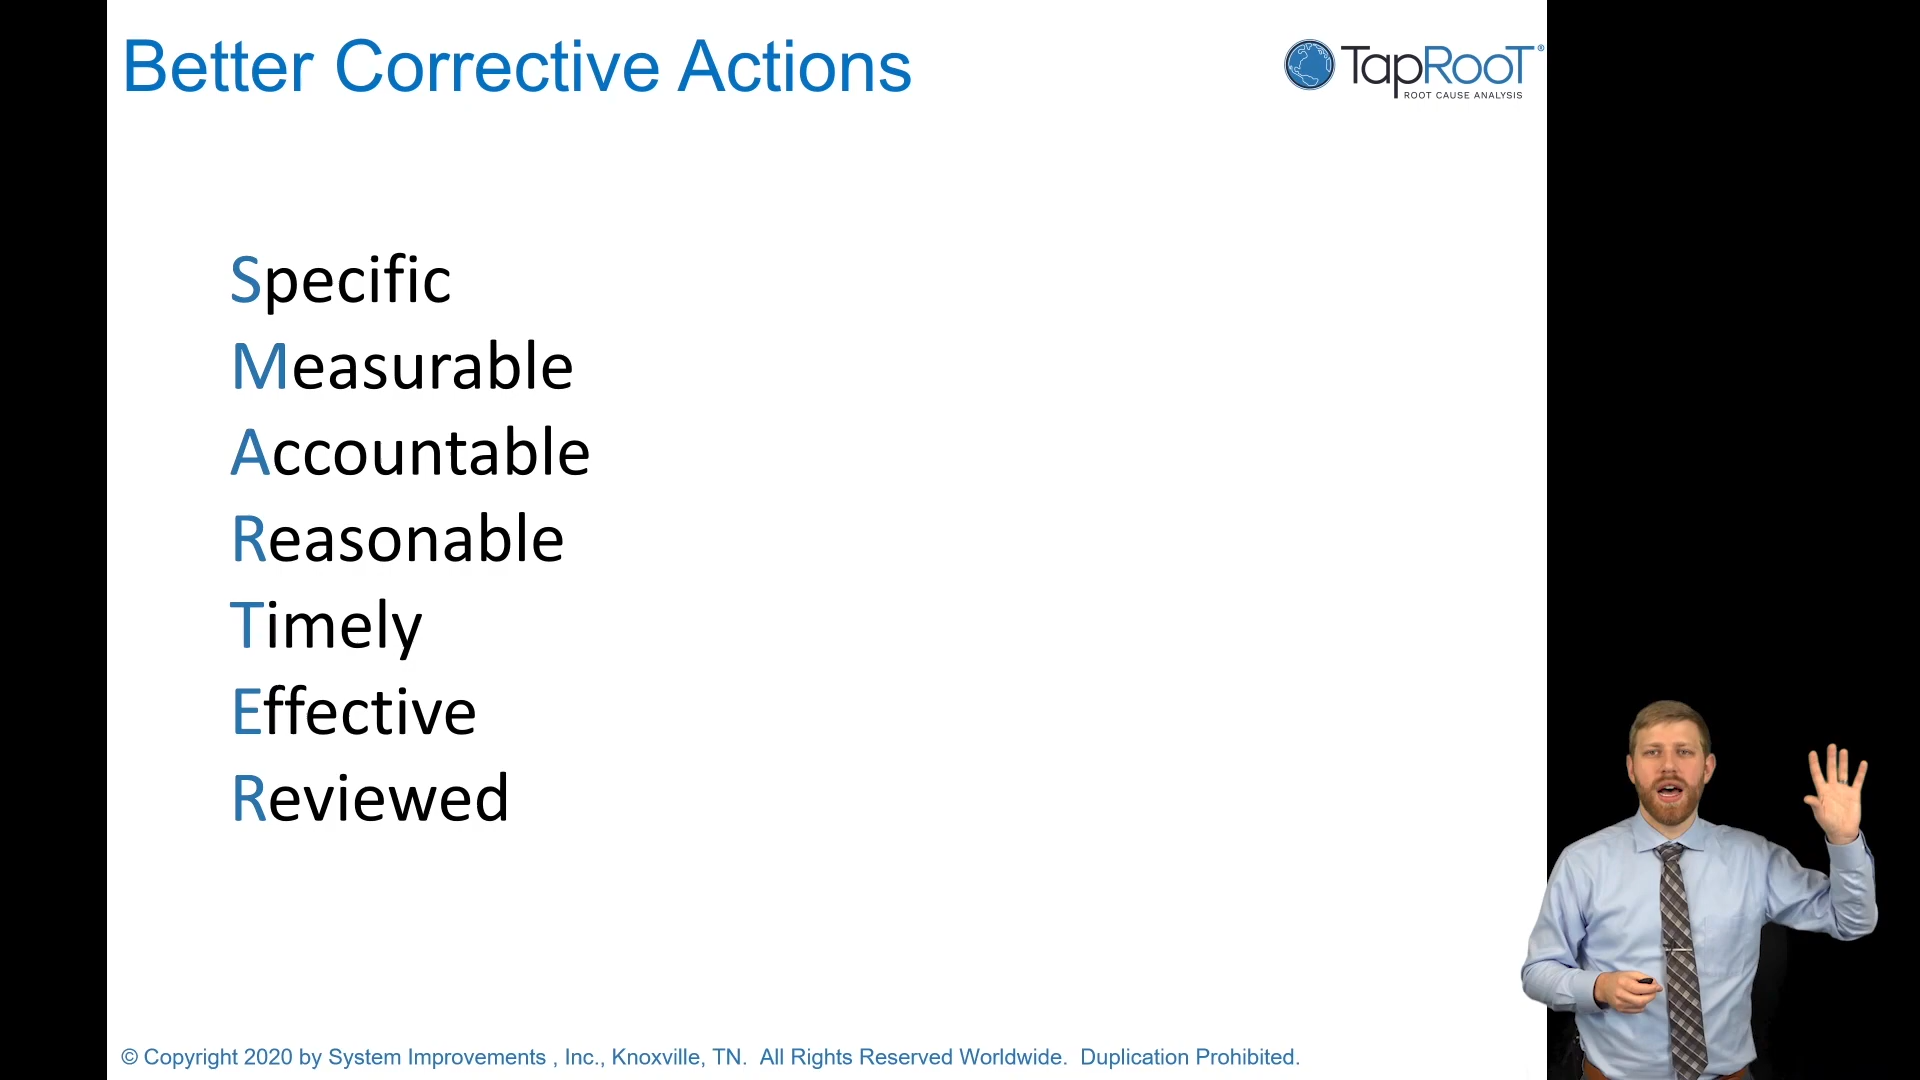 Better Corrective Actions
TapRooT®
ROOT CAUSE ANALYSIS
Specific
Measurable
Accountable
Reasonable
Timely
Effective
Reviewed
© Copyright 2020 by System Improvements , Inc., Knoxville, TN. All Rights Reserved Worldwide. Duplication Prohibited.